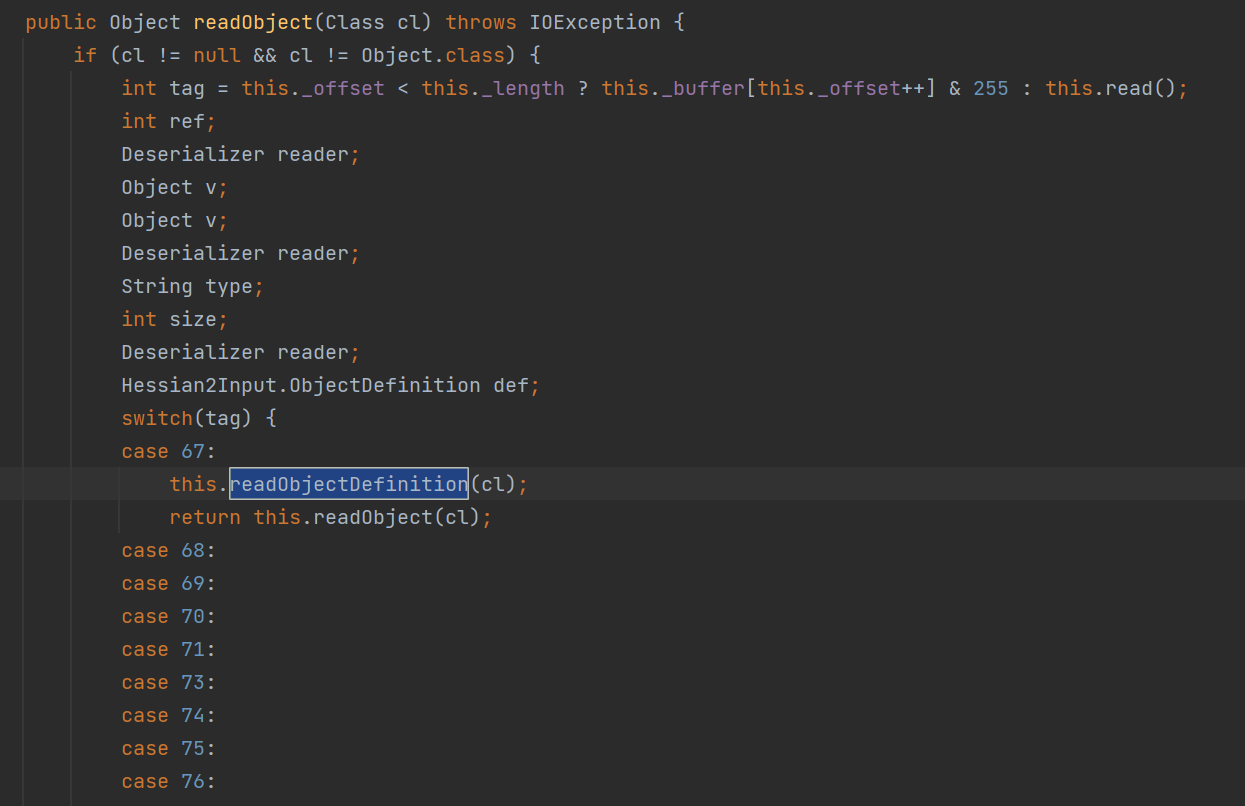 public Object readObject(Class cl) throws IOException {
if (cl != null && cl != Object.class) {
int tag = this._offset < this._length ? this._buffer[this._offset++] & 255 : this.read();
int ref;
Deserializer reader;
Object v;
Object v;
Deserializer reader;
String type;
int size;
Deserializer reader;
Hessian2Input.ObjectDefinition def;
switch(tag) {
case 67:
this.readObjectDefinition(cl);
return this.readObject(cl);
case 68:
case 69:
case 70:
case 71:
case 73:
case 74:
case 75:
case 76: